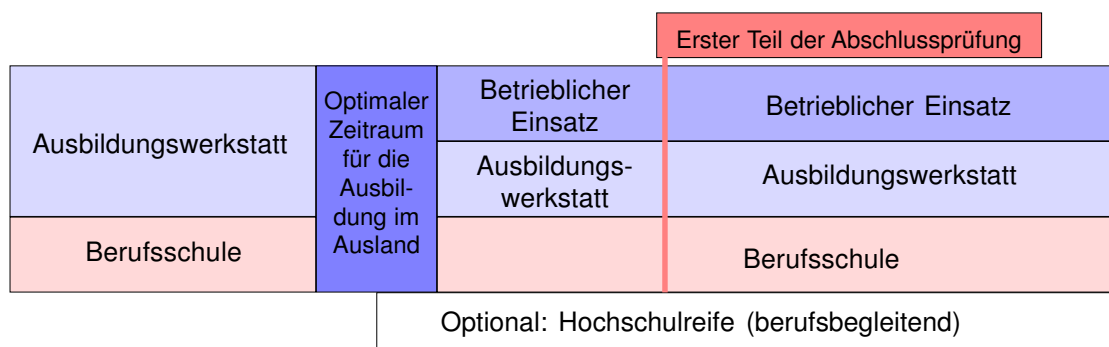 Erster Teil der Abschlussprüfung
Ausbildungswerkstatt
Berufsschule
Optimaler
Zeitraum
für die
Ausbil-
dung im
Ausland
Betrieblicher
Einsatz
Ausbildungs-
werkstatt
Betrieblicher Einsatz
Ausbildungswerkstatt
Berufsschule
Optional: Hochschulreife (berufsbegleitend)